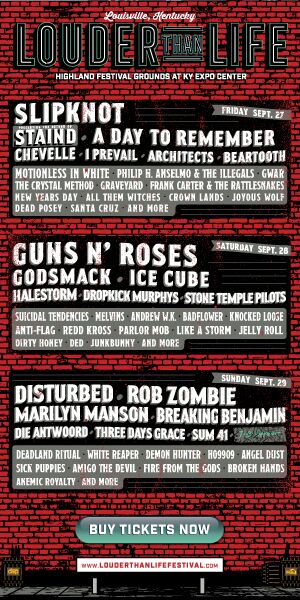 Louisville, Kentucky
LOUDER THAN LIFE
HIGHLAND FESTIVAL GROUNDS AT KY EXPO CENTER
FRIDAY SEPT. 27
SLIPKNOT
STAIND · A DAY TO REMEMBER
CHEVELLE · I PREVAIL · ARCHITECTS · BEARTOOTH
MOTIONLESS IN WHITE · PHILIP H. ANSELMO & THE ILLEGALS · GWAR
THE CRYSTAL METHOD · GRAVEYARD · FRANK CARTER & THE RATTLESNAKES
NEW YEARS DAY · ALL THEM WITCHES · CROWN LANDS · JOYOUS WOLF
DEAD POSEY · SANTA CRUZ · AND MORE
SATURDAY SEPT. 28
GUNS N' ROSES
GODSMACK · ICE CUBE
HALESTORM · DROPKICK MURPHYS · STONE TEMPLE PILOTS
SUICIDAL TENDENCIES · MELVINS · ANDREW W.K. · BADFLOWER · KNOCKED LOOSE
ANTI-FLAG · REDD KROSS · PARLOR MOB · LIKE A STORM · JELLY ROLL
DIRTY HONEY · DED · JUNKBUNNY · AND MORE
SUNDAY SEPT. 29
DISTURBED · ROB ZOMBIE
MARILYN MANSON · BREAKING BENJAMIN
DIE ANTWOORD · THREE DAYS GRACE · SUM 41 ·
DEADLAND RITUAL · WHITE REAPER · DEMON HUNTER · HO9909 · ANGEL DUST
SICK PUPPIES · AMIGO THE DEVIL · FIRE FROM THE GODS · BROKEN HANDS
ANEMIC ROYALTY · AND MORE
BUY TICKETS NOW
WWW.LOUDERTHANLIFEFESTIVAL.COM